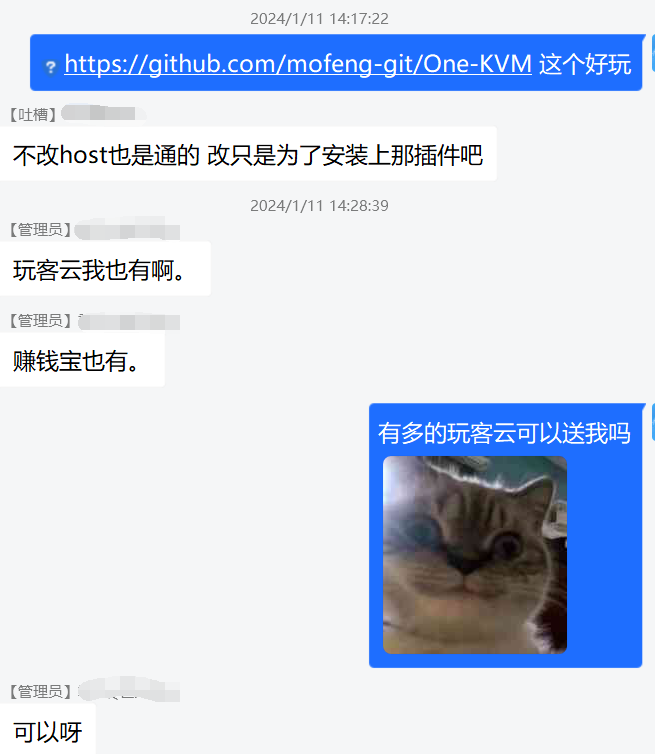 2024/1/11 14:17:22
https://github.com/mofeng-git/One-KVM 这个好玩
【吐槽】
不改host也是通的 改只是为了安装上那插件吧
2024/1/11 14:28:39
【管理员】
玩客云我也有啊。
【管理员】
赚钱宝也有。
有多的玩客云可以送我吗
【管理员】
可以呀